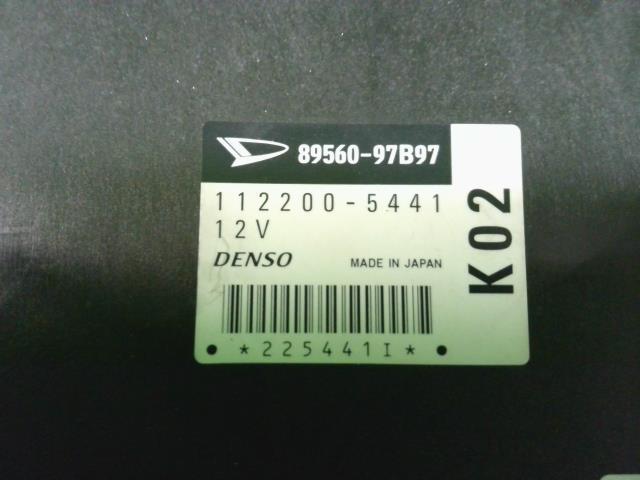 89560-97B97
112200-5441
12V
DENSO MADE IN JAPAN
*225441I*
K02